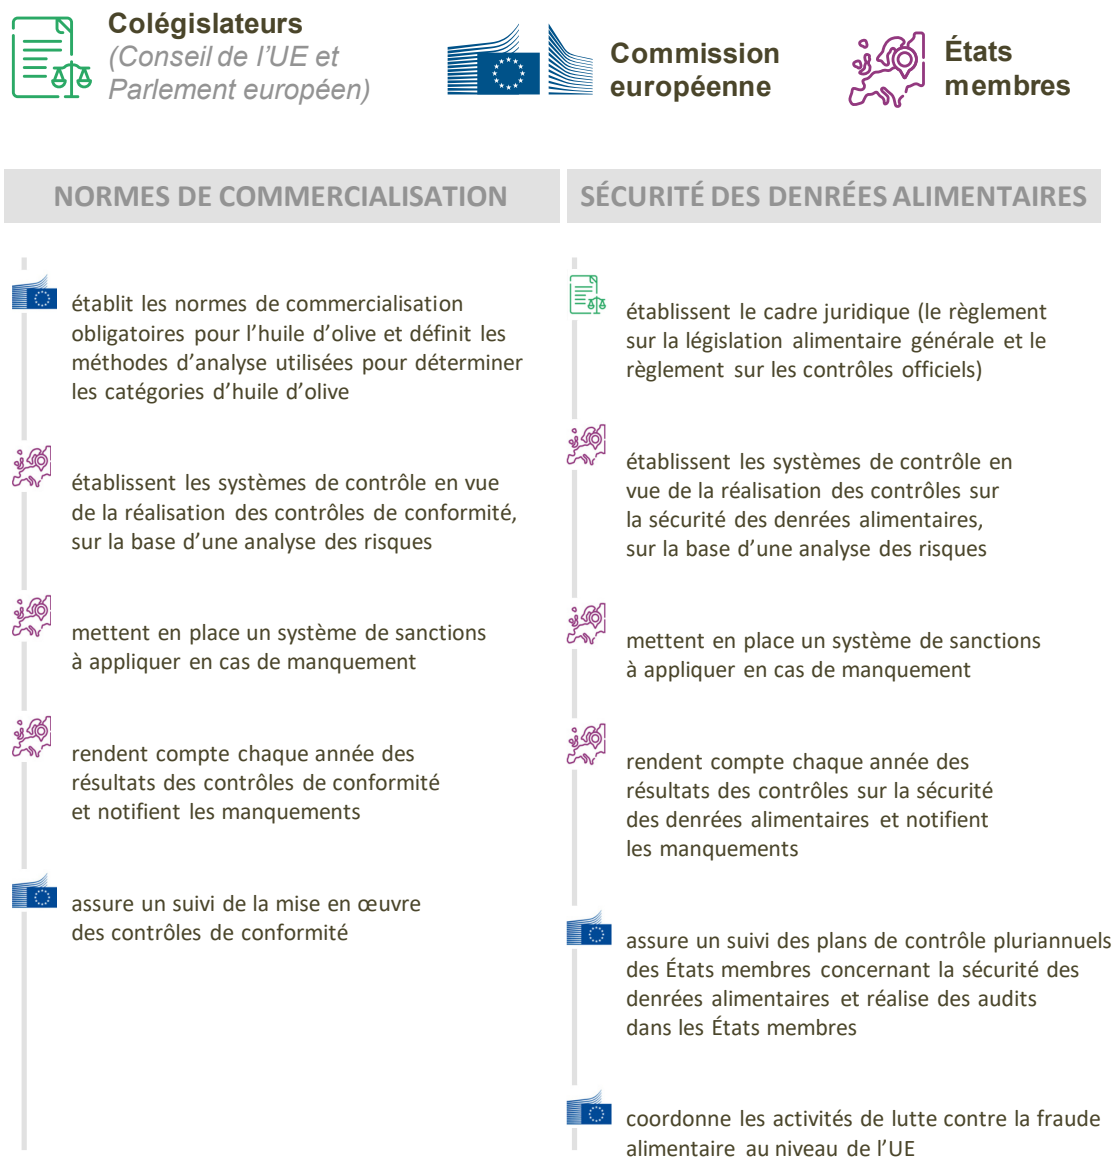 Colégislateurs
(Conseil de l’UE et
Parlement européen)
Commission
européenne
États
membres
NORMES DE COMMERCIALISATION
établit les normes de commercialisation
obligatoires pour l’huile d’olive et définit les
méthodes d’analyse utilisées pour déterminer
les catégories d’huile d’olive
établissent les systèmes de contrôle en vue
de la réalisation des contrôles de conformité,
sur la base d’une analyse des risques
mettent en place un système de sanctions
à appliquer en cas de manquement
rendent compte chaque année des
résultats des contrôles de conformité
et notifient les manquements
assure un suivi de la mise en œuvre
des contrôles de conformité
SÉCURITÉ DES DENRÉES ALIMENTAIRES
établissent le cadre juridique (le règlement
sur la législation alimentaire générale et le
règlement sur les contrôles officiels)
établissent les systèmes de contrôle en
vue de la réalisation des contrôles sur
la sécurité des denrées alimentaires,
sur la base d’une analyse des risques
mettent en place un système de sanctions
à appliquer en cas de manquement
rendent compte chaque année des
résultats des contrôles sur la sécurité
des denrées alimentaires et notifient
les manquements
assure un suivi des plans de contrôle pluriannuels
des États membres concernant la sécurité des
denrées alimentaires et réalise des audits
dans les États membres
coordonne les activités de lutte contre la fraude
alimentaire au niveau de l’UE